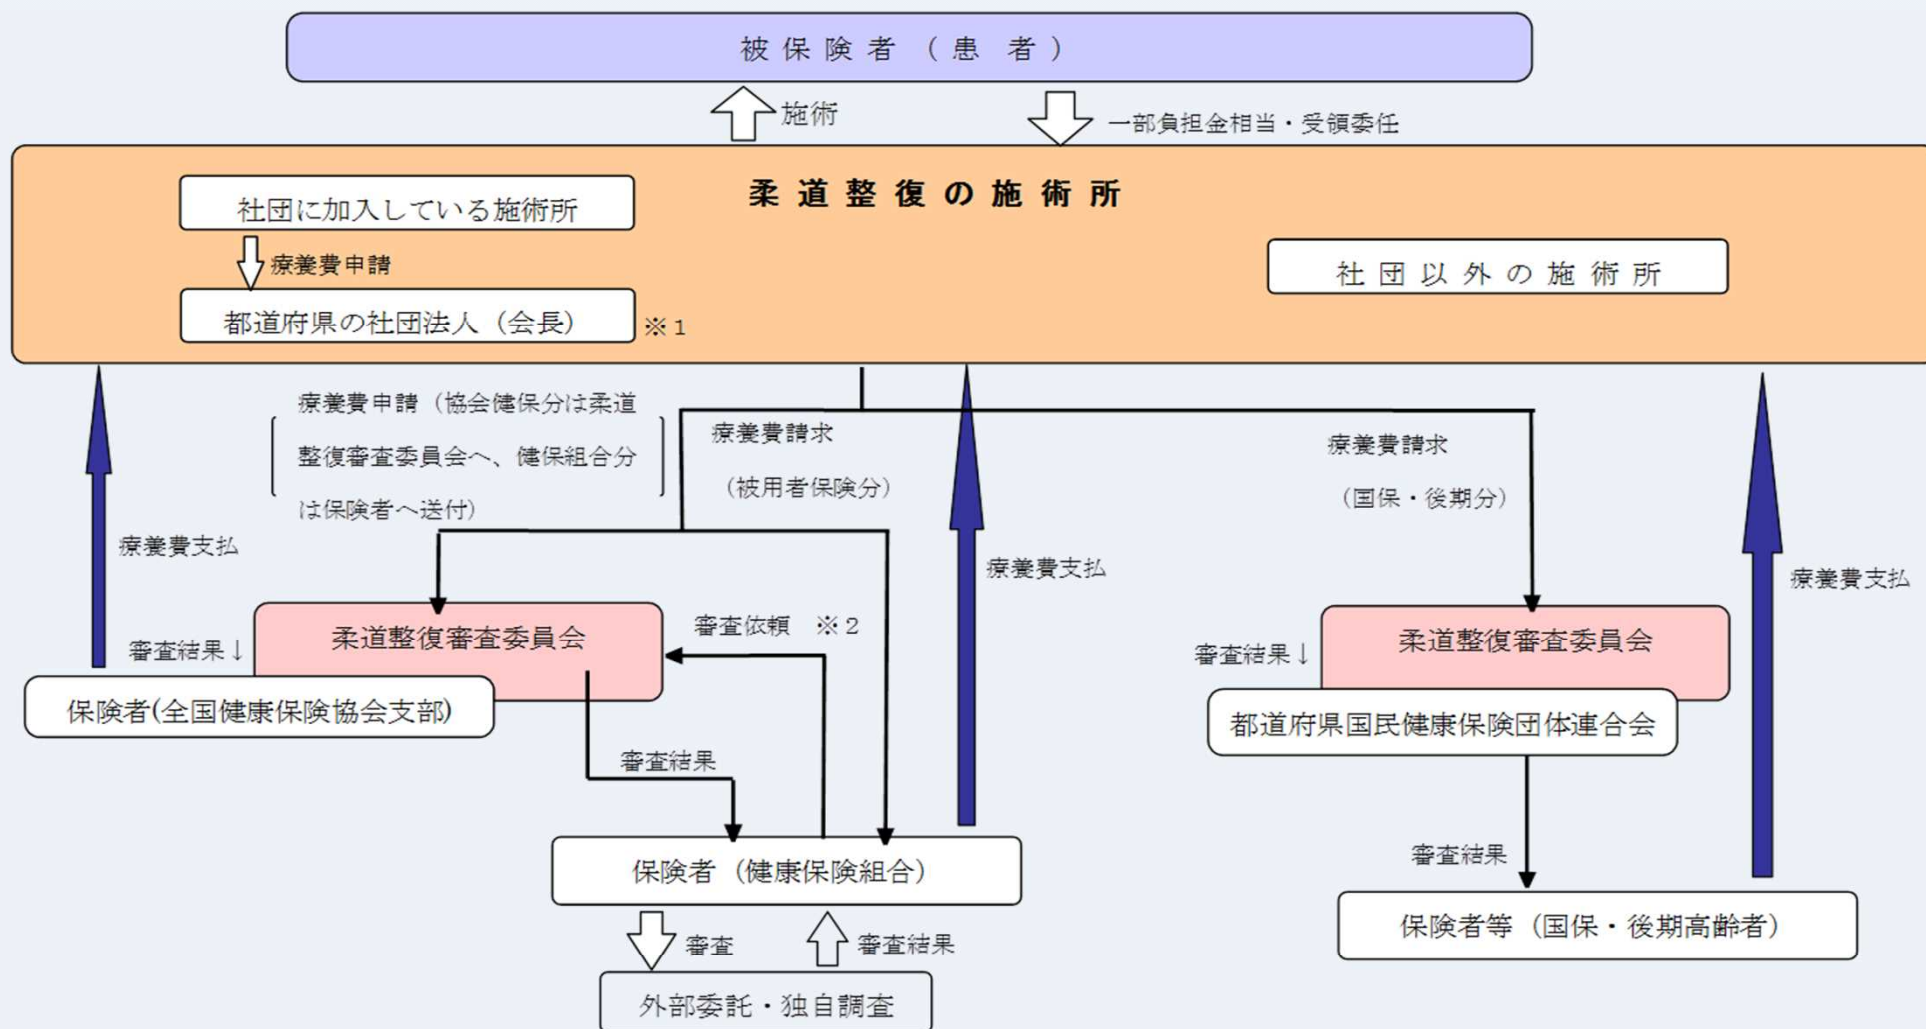 被保険者（患 者）
施術
一部負担金相当・受領委任
柔道整復の施術所
社団に加入している施術所
療養費申請
都道府県の社団法人（会長）
※1
社団以外の施術所
療養費申請（協会健保分は柔道
整復審査委員会へ、健保組合分
は保険者へ送付）
療養費請求
（被用者保険分）
療養費請求
（国保・後期分）
療養費支払
療養費支払
療養費支払
柔道整復審査委員会
審査結果↓
保険者(全国健康保険協会支部)
審査依頼 ※2
柔道整復審査委員会
審査結果↓
都道府県国民健康保険団体連合会
審査結果
保険者（健康保険組合）
審査結果
保険者等（国保・後期高齢者）
審査
審査結果
外部委託・独自調査